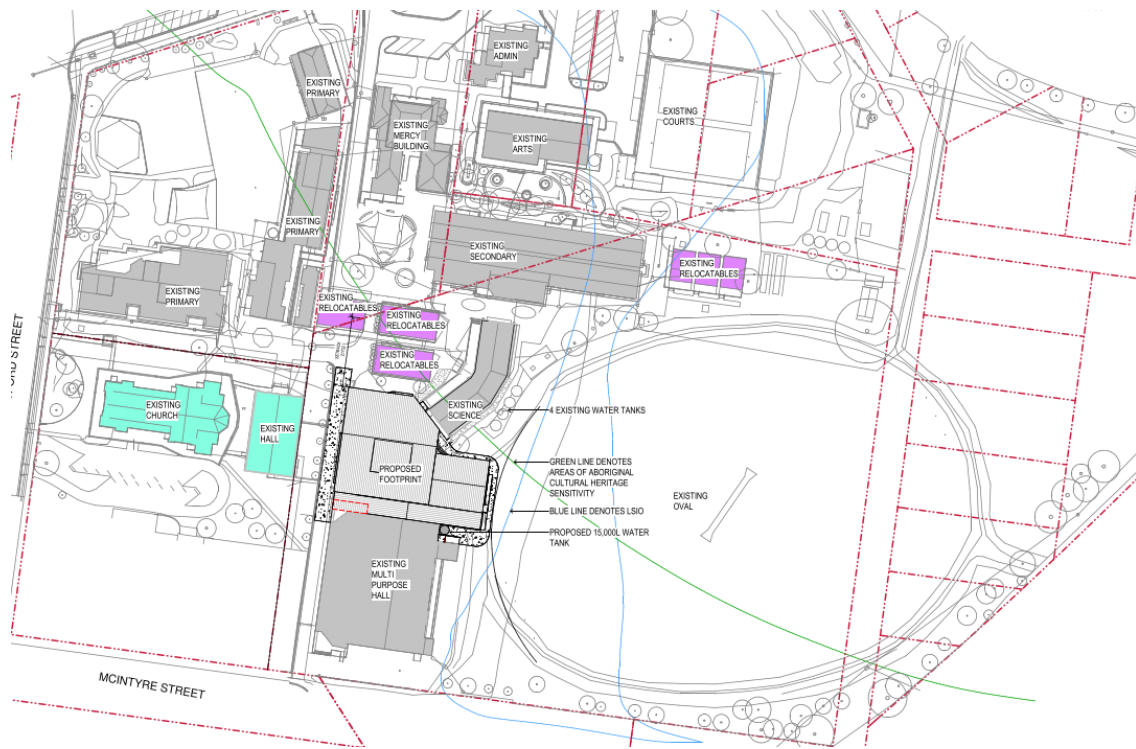 EXISTING
ADMIN
EXISTING
PRIMARY
EXISTING
COURTS
EXISTING
MERCY
BUILDING
EXISTING
ARTS
EXISTING
PRIMARY
EXISTING
SECONDARY
EXISTING
RELOCATABLES
EXISTING
PRIMARY
EXISTING
RELOCATABLES
EXISTING
RELOCATABLES
EXISTING
RELOCATABLES
EXISTING
CHURCH
EXISTING
HALL
EXISTING
SCIENCE
4 EXISTING WATER TANKS
GREEN LINE DENOTES
AREAS OF ABORIGINAL
CULTURAL HERITAGE
SENSITIVITY
PROPOSED
FOOTPRINT
EXISTING
OVAL
BLUE LINE DENOTES LSIO
PROPOSED 15,000L WATER
TANK
EXISTING
MULTI
PURPOSE
HALL
MCINTYRE STREET
STREET